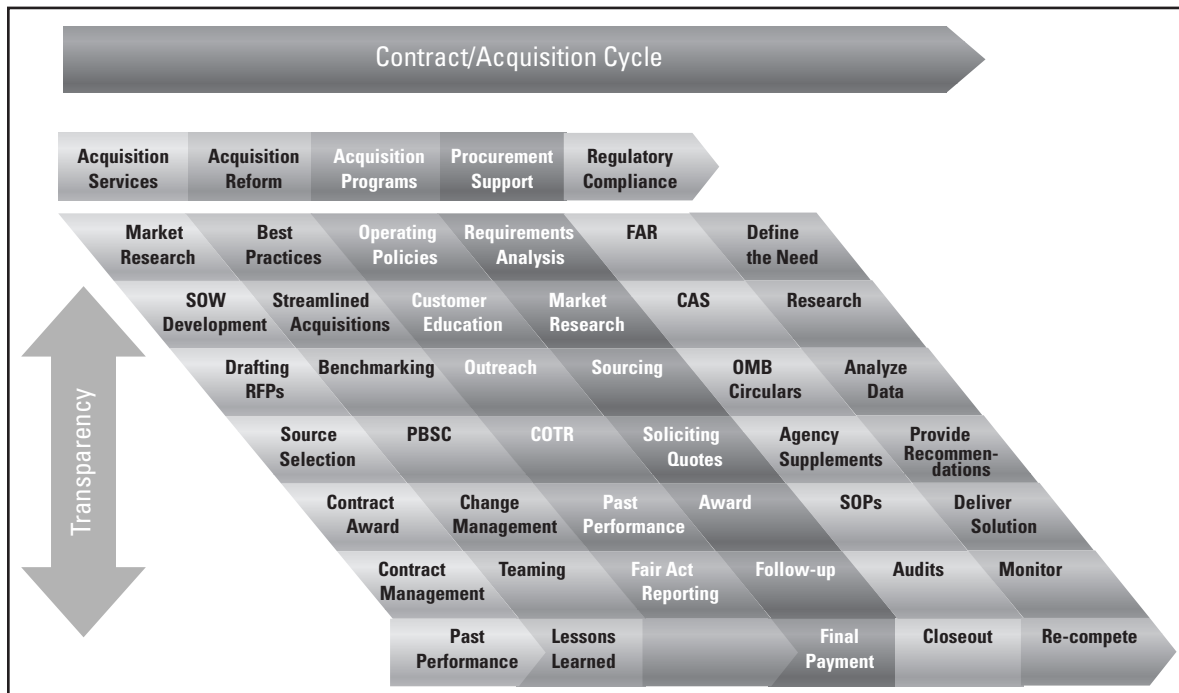 Contract/Acquisition Cycle
Acquisition
Services
Acquisition
Reform
Acquisition
Programs
Procurement
Support
Regulatory
Compliance
Market
Research
Best
Practices
Operating
Policies
Requirements
Analysis
FAR
Define
the Need
SOW
Development
Streamlined
Acquisitions
Customer
Education
Market
Research
CAS
Research
Drafting
RFPs
Benchmarking
Outreach
Sourcing
OMB
Circulars
Analyze
Data
Source
Selection
PBSC
COTR
Soliciting
Quotes
Agency
Supplements
Provide
Recommen-
dations
Contract
Award
Change
Management
Past
Performance
Award
SOPs
Deliver
Solution
Contract
Management
Teaming
Fair Act
Reporting
Follow-up
Audits
Monitor
Past
Performance
Lessons
Learned
Final
Payment
Closeout
Re-compete
Transparency